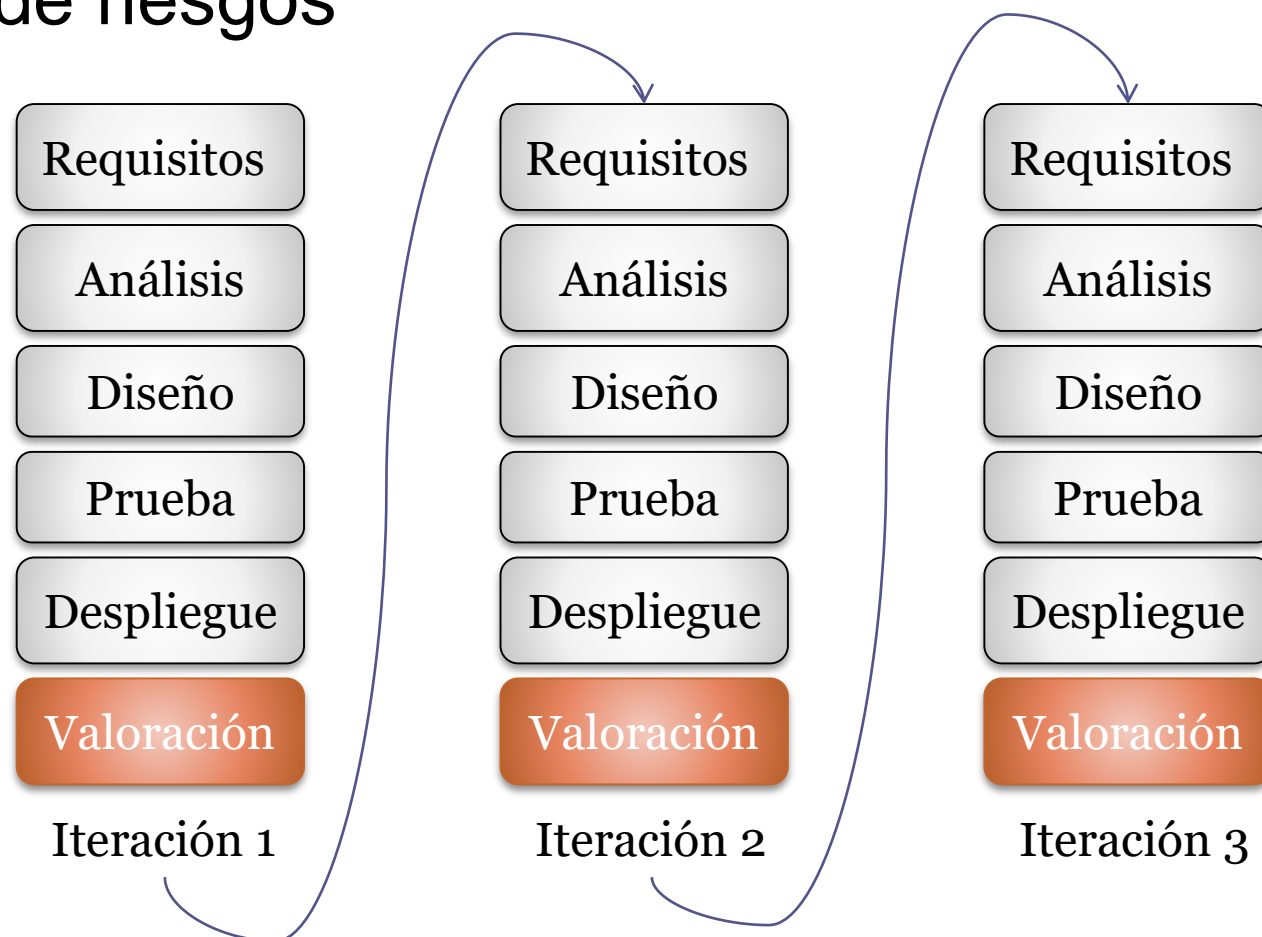 de riesgos
Requisitos
Análisis
Diseño
Prueba
Despliegue
Valoración
Iteración 1
Requisitos
Análisis
Diseño
Prueba
Despliegue
Valoración
Iteración 2
Requisitos
Análisis
Diseño
Prueba
Despliegue
Valoración
Iteración 3